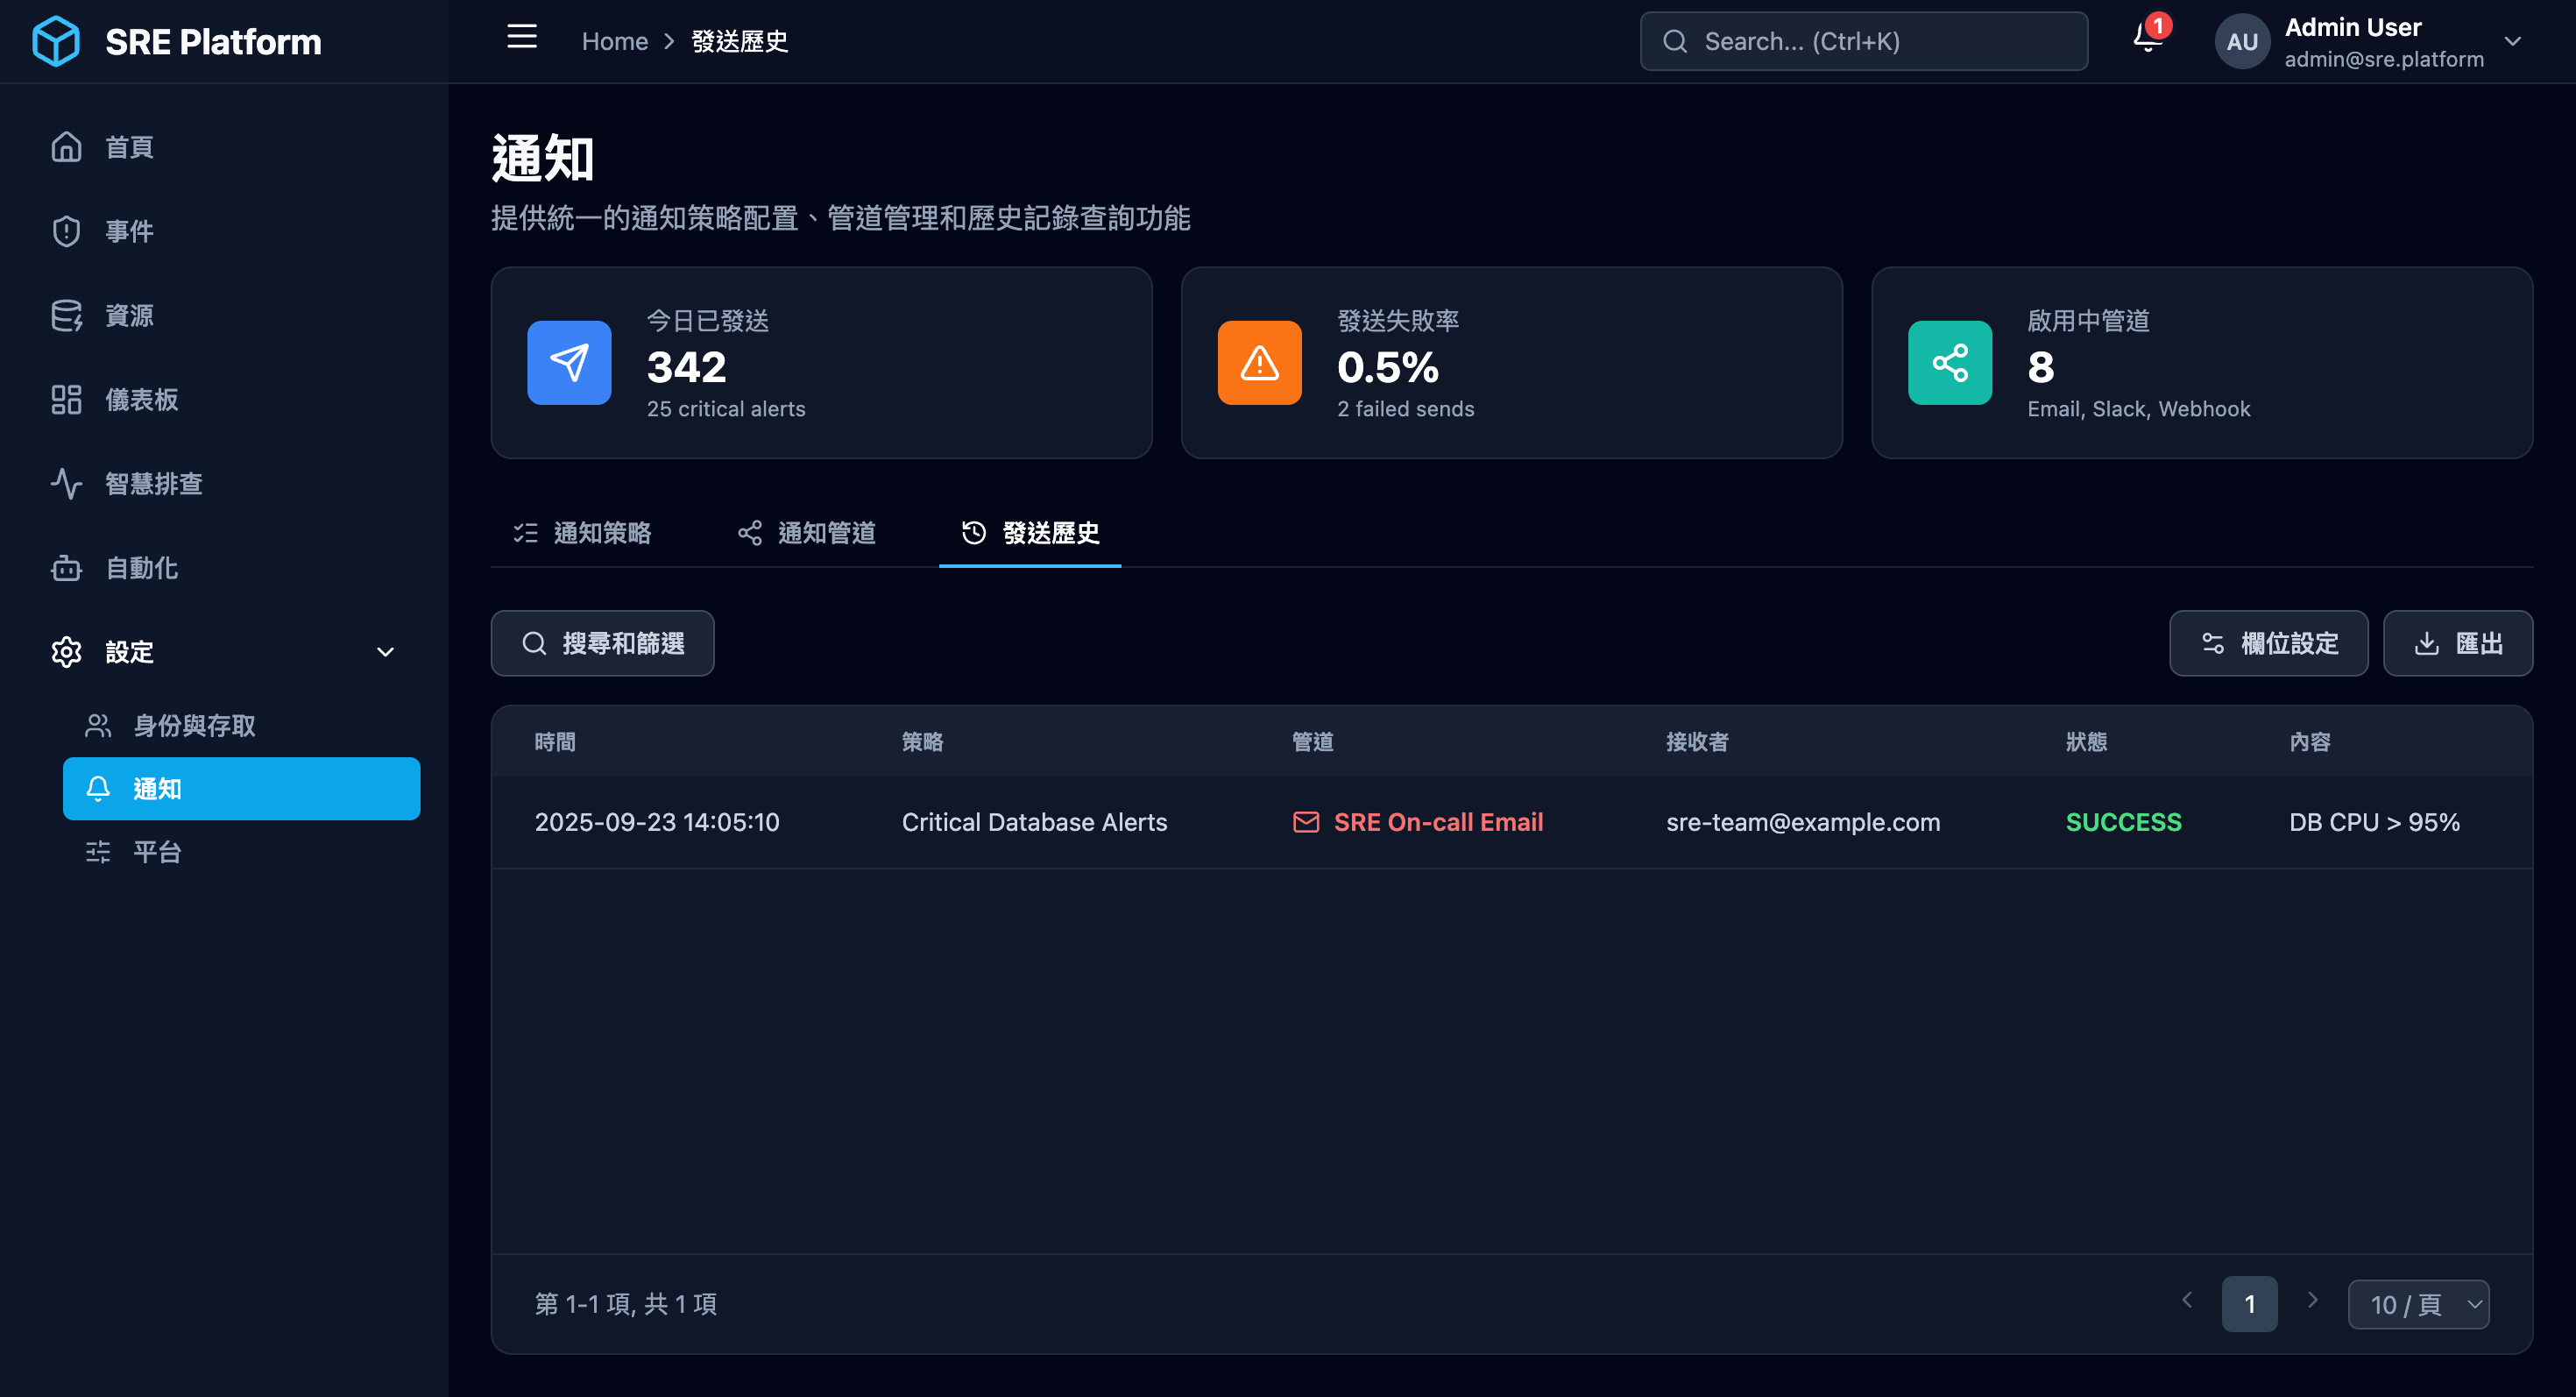 SRE Platform
Home > 發送歷史
Search... (Ctrl+K)
1
AU
Admin User
admin@sre.platform
首頁
事件
資源
儀表板
智慧排查
自動化
設定
身份與存取
通知
平台
通知
提供統一的通知策略配置、管道管理和歷史記錄查詢功能
今日已發送
342
25 critical alerts
發送失敗率
0.5%
2 failed sends
啟用中管道
8
Email, Slack, Webhook
通知策略 通知管道 發送歷史
搜尋和篩選
欄位設定 匯出
時間 策略 管道 接收者 狀態 內容
2025-09-23 14:05:10 Critical Database Alerts SRE On-call Email sre-team@example.com SUCCESS DB CPU > 95%
第 1-1 項, 共 1 項
1
10 / 頁